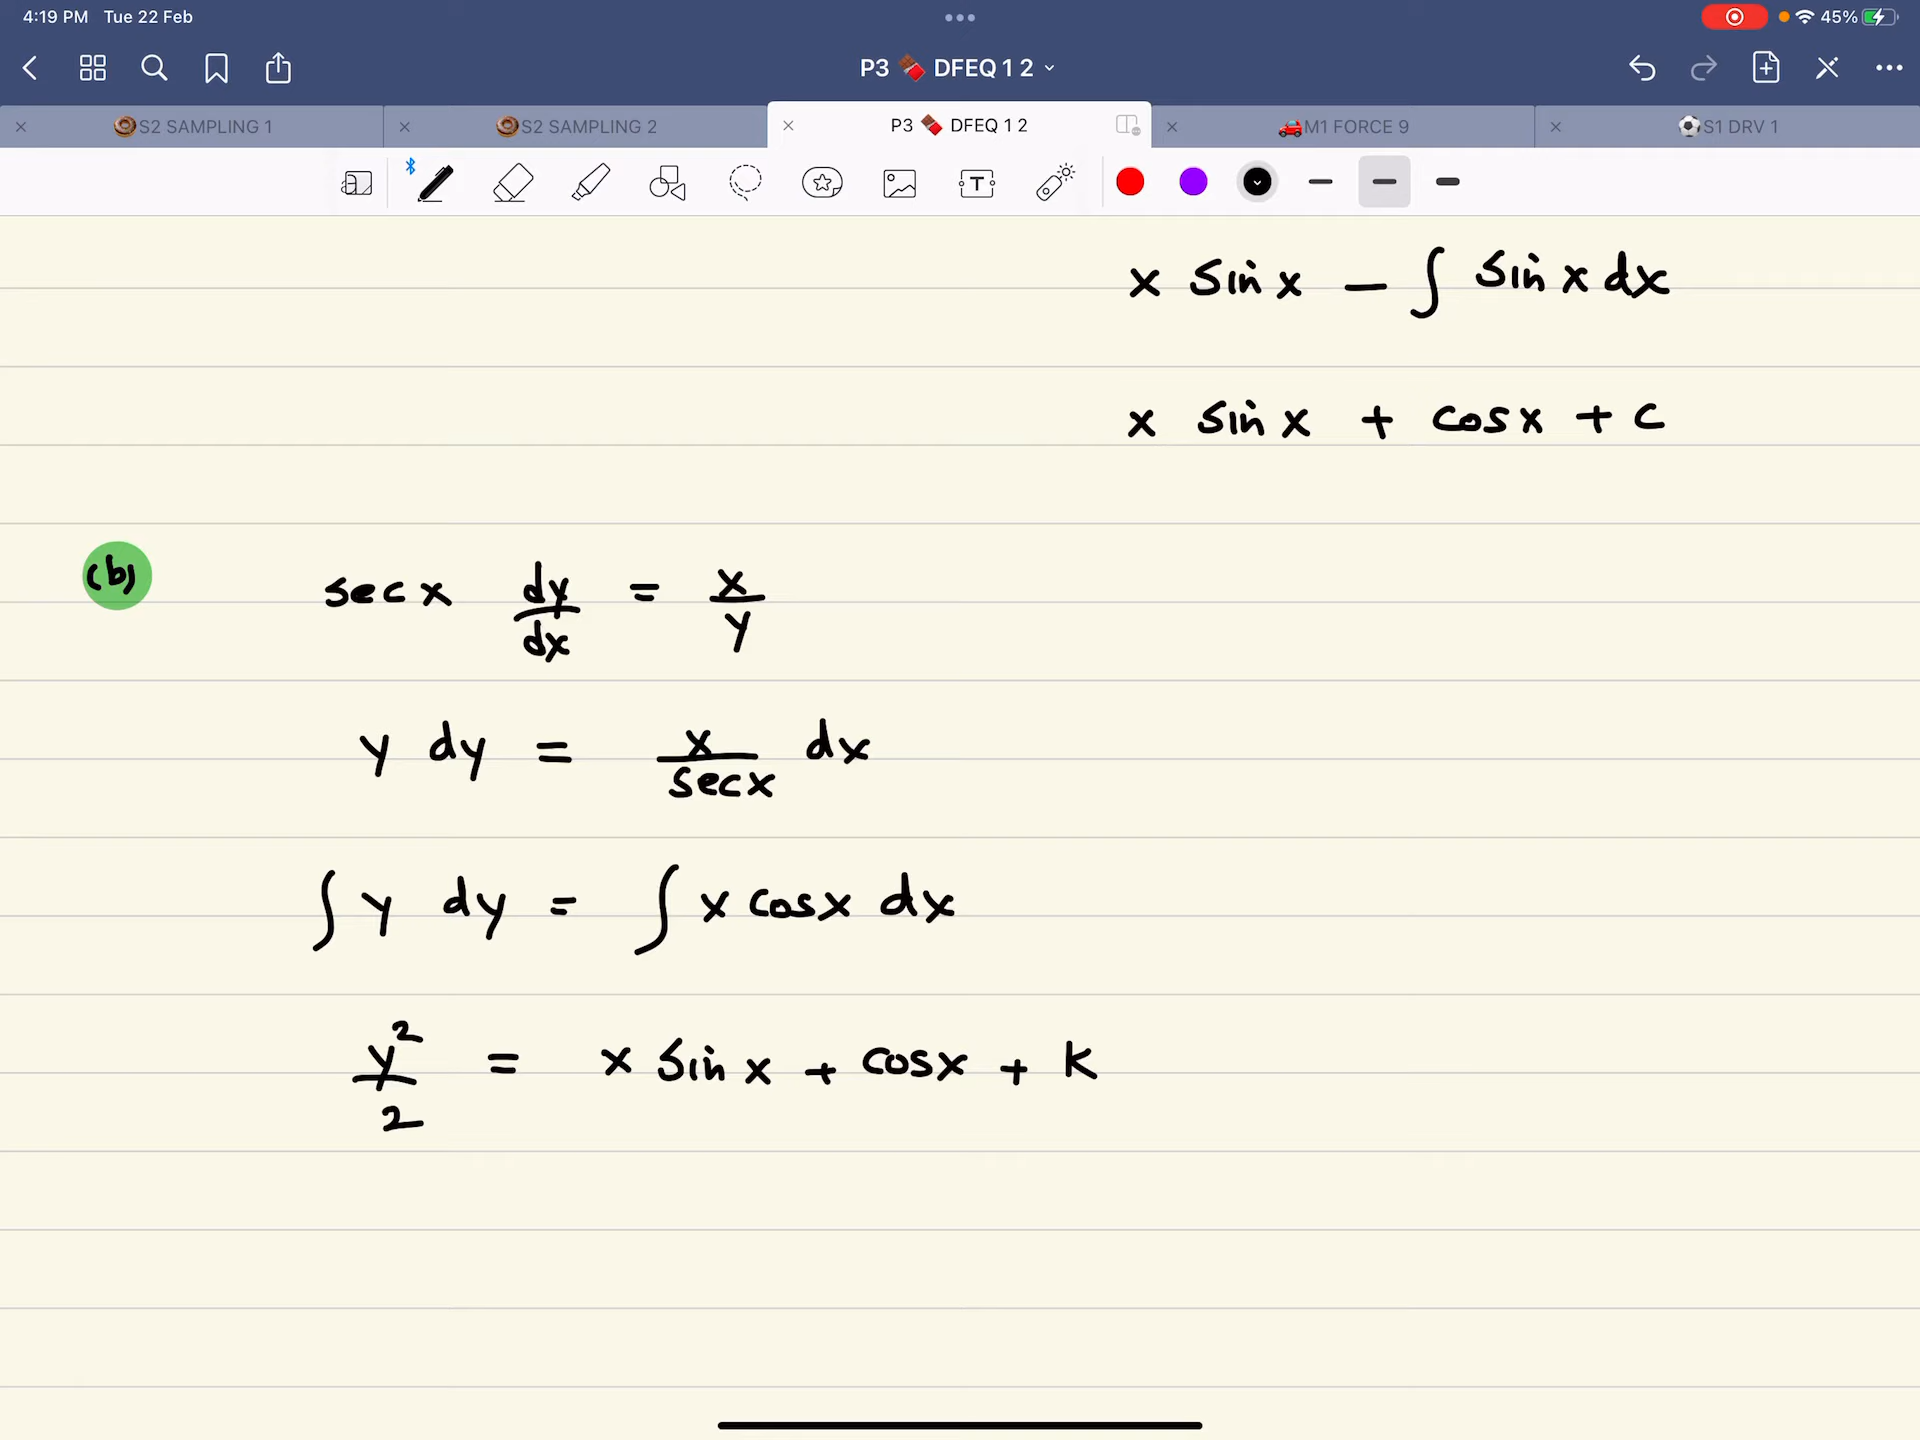 4:19 PM Tue 22 Feb 45%
P3 🍫 DFEQ 1 2
S2 SAMPLING 1 S2 SAMPLING 2 P3 🍫 DFEQ 1 2 M1 FORCE 9 S1 DRV 1
T
x sin x − ∫ sin x dx
x sin x + cos x + c
(b) sec x dy/dx = x/y
y dy = x/sec x dx
∫ y dy = ∫ x cos x dx
y²/2 = x sin x + cos x + K